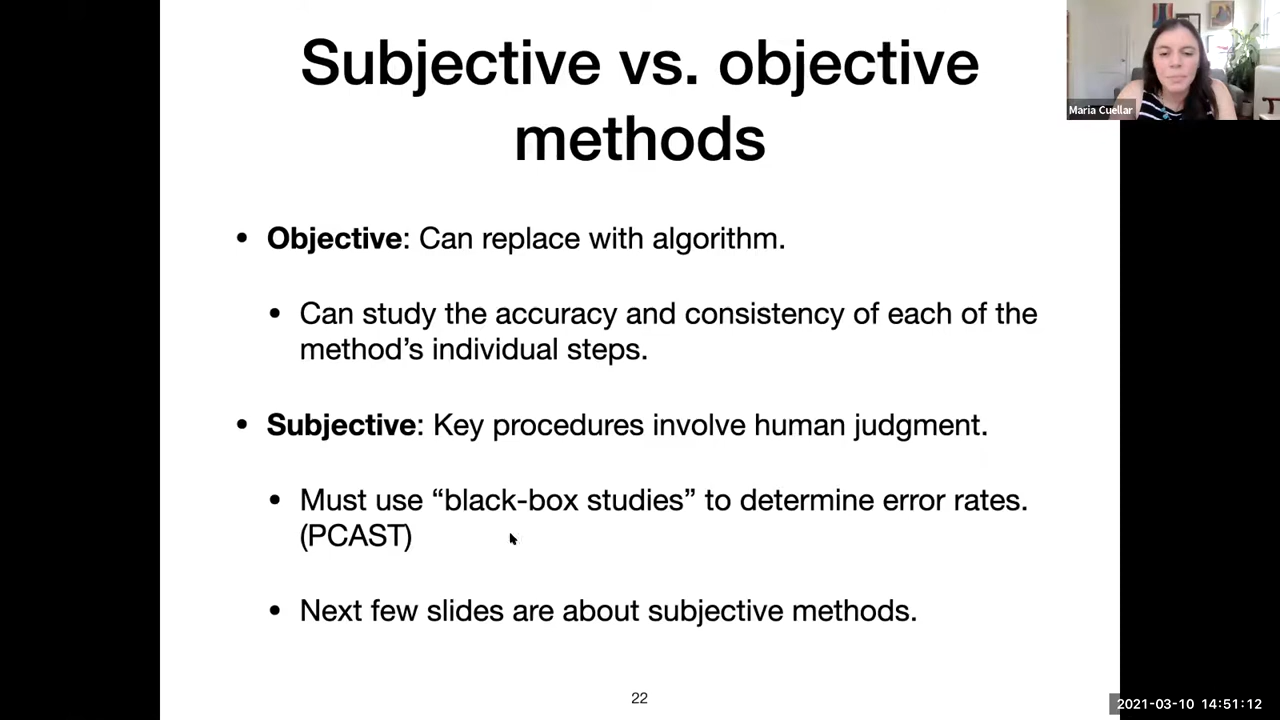 Subjective vs. objective
methods
Maria Cuellar
• Objective: Can replace with algorithm.
• Can study the accuracy and consistency of each of the
method’s individual steps.
• Subjective: Key procedures involve human judgment.
• Must use “black-box studies” to determine error rates.
(PCAST)
• Next few slides are about subjective methods.
22
2021-03-10 14:51:12